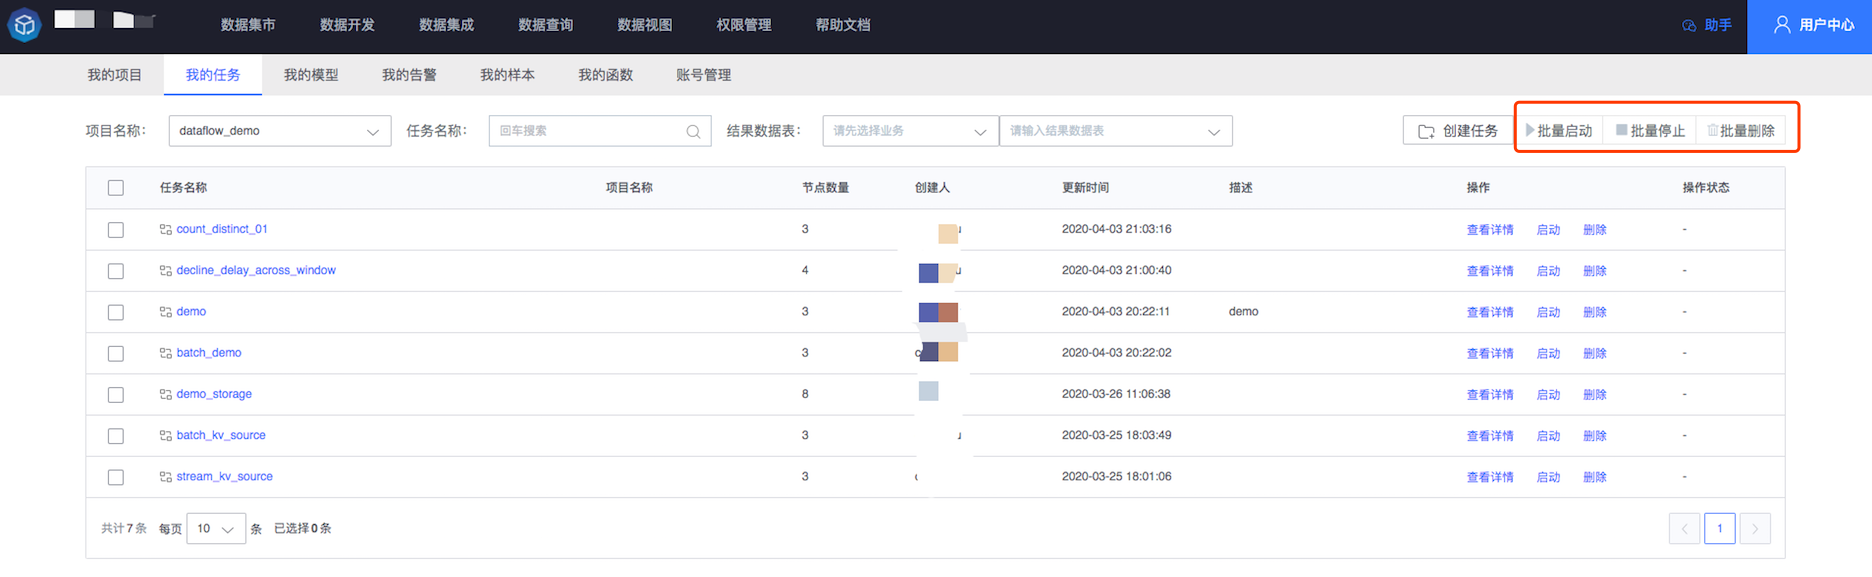 数据集市 数据开发 数据集成 数据查询 数据视图 权限管理 帮助文档 助手 用户中心
我的项目 我的任务 我的模型 我的告警 我的样本 我的函数 账号管理
项目名称: dataflow_demo 任务名称: 回车搜索 结果数据表: 请先选择业务 请输入结果数据表 创建任务 批量启动 批量停止 批量删除
任务名称 项目名称 节点数量 创建人 更新时间 描述 操作 操作状态
count_distinct_01 3 2020-04-03 21:03:16 查看详情 启动 删除 -
decline_delay_across_window 4 2020-04-03 21:00:40 查看详情 启动 删除 -
demo 3 2020-04-03 20:22:11 demo 查看详情 启动 删除 -
batch_demo 3 2020-04-03 20:22:02 查看详情 启动 删除 -
demo_storage 8 2020-03-26 11:06:38 查看详情 启动 删除 -
batch_kv_source 3 2020-03-25 18:03:49 查看详情 启动 删除 -
stream_kv_source 3 2020-03-25 18:01:06 查看详情 启动 删除 -
共计7条 每页 10 条 已选择0条 1